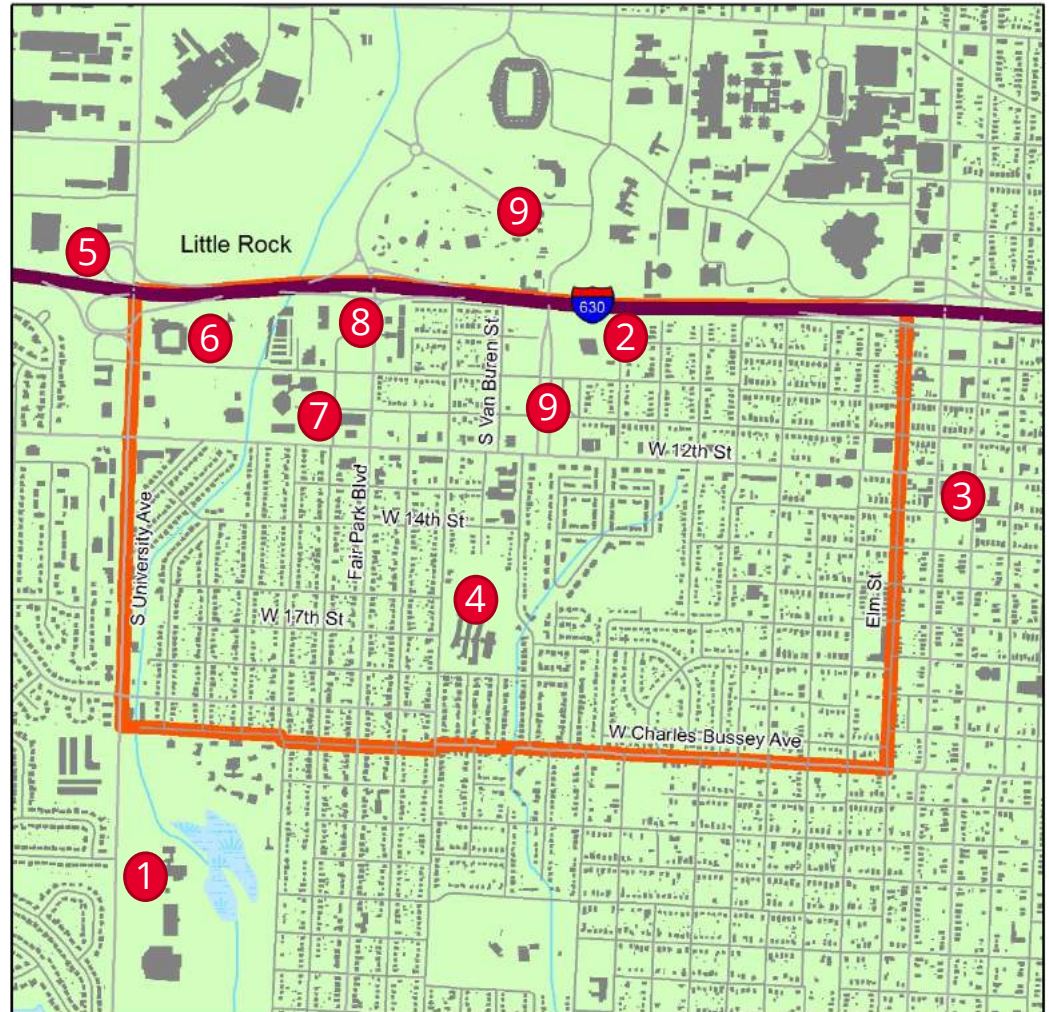 9
5
Little Rock
630
8
6
2
S Van Buren St
7
9
W 12th St
3
S University Ave
Fair Park Blvd
W 14th St
4
W 17th St
Elm St
W Charles Bussey Ave
1